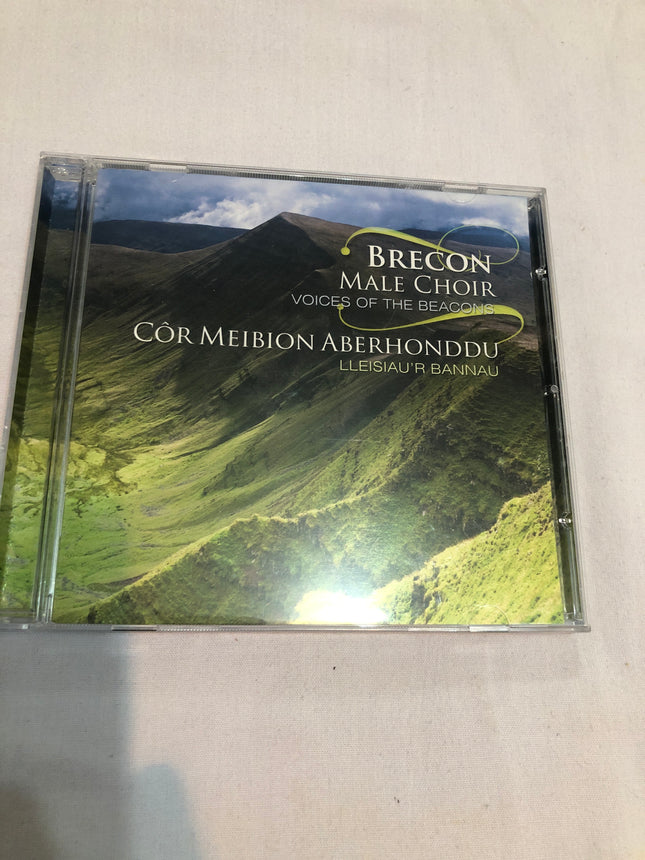 BRECON
MALE CHOIR
VOICES OF THE BEACONS
CÔR MEIBION ABERHONDDU
LLEISIAU'R BANNAU